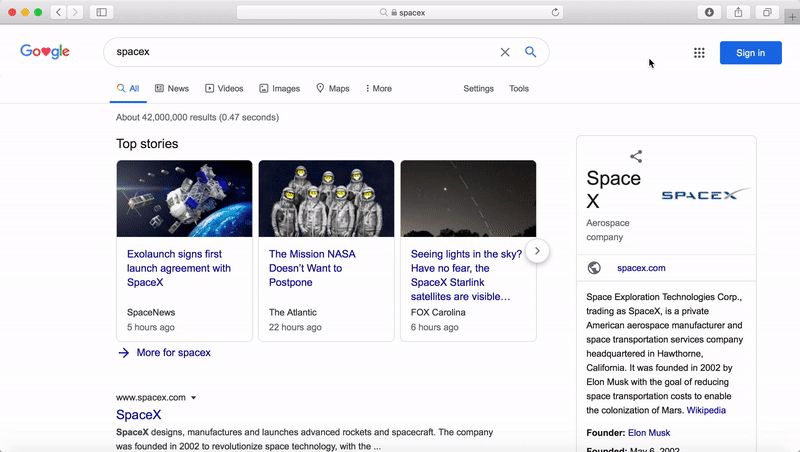 spacex
Google
spacex
Sign in
All
News
Videos
Images
Maps
More
Settings
Tools
About 42,000,000 results (0.47 seconds)
Top stories
Exolaunch signs first
launch agreement with
SpaceX
SpaceNews
5 hours ago
The Mission NASA
Doesn't Want to
Postpone
The Atlantic
22 hours ago
Seeing lights in the sky?
Have no fear, the
SpaceX Starlink
satellites are visible…
FOX Carolina
6 hours ago
More for spacex
www.spacex.com
SpaceX
SpaceX designs, manufactures and launches advanced rockets and spacecraft. The company
was founded in 2002 to revolutionize space technology, with the ...
Space
X
SPACEX
Aerospace
company
spacex.com
Space Exploration Technologies Corp.,
trading as SpaceX, is a private
American aerospace manufacturer and
space transportation services company
headquartered in Hawthorne,
California. It was founded in 2002 by
Elon Musk with the goal of reducing
space transportation costs to enable
the colonization of Mars. Wikipedia
Founder: Elon Musk
Founded: May 6, 2002